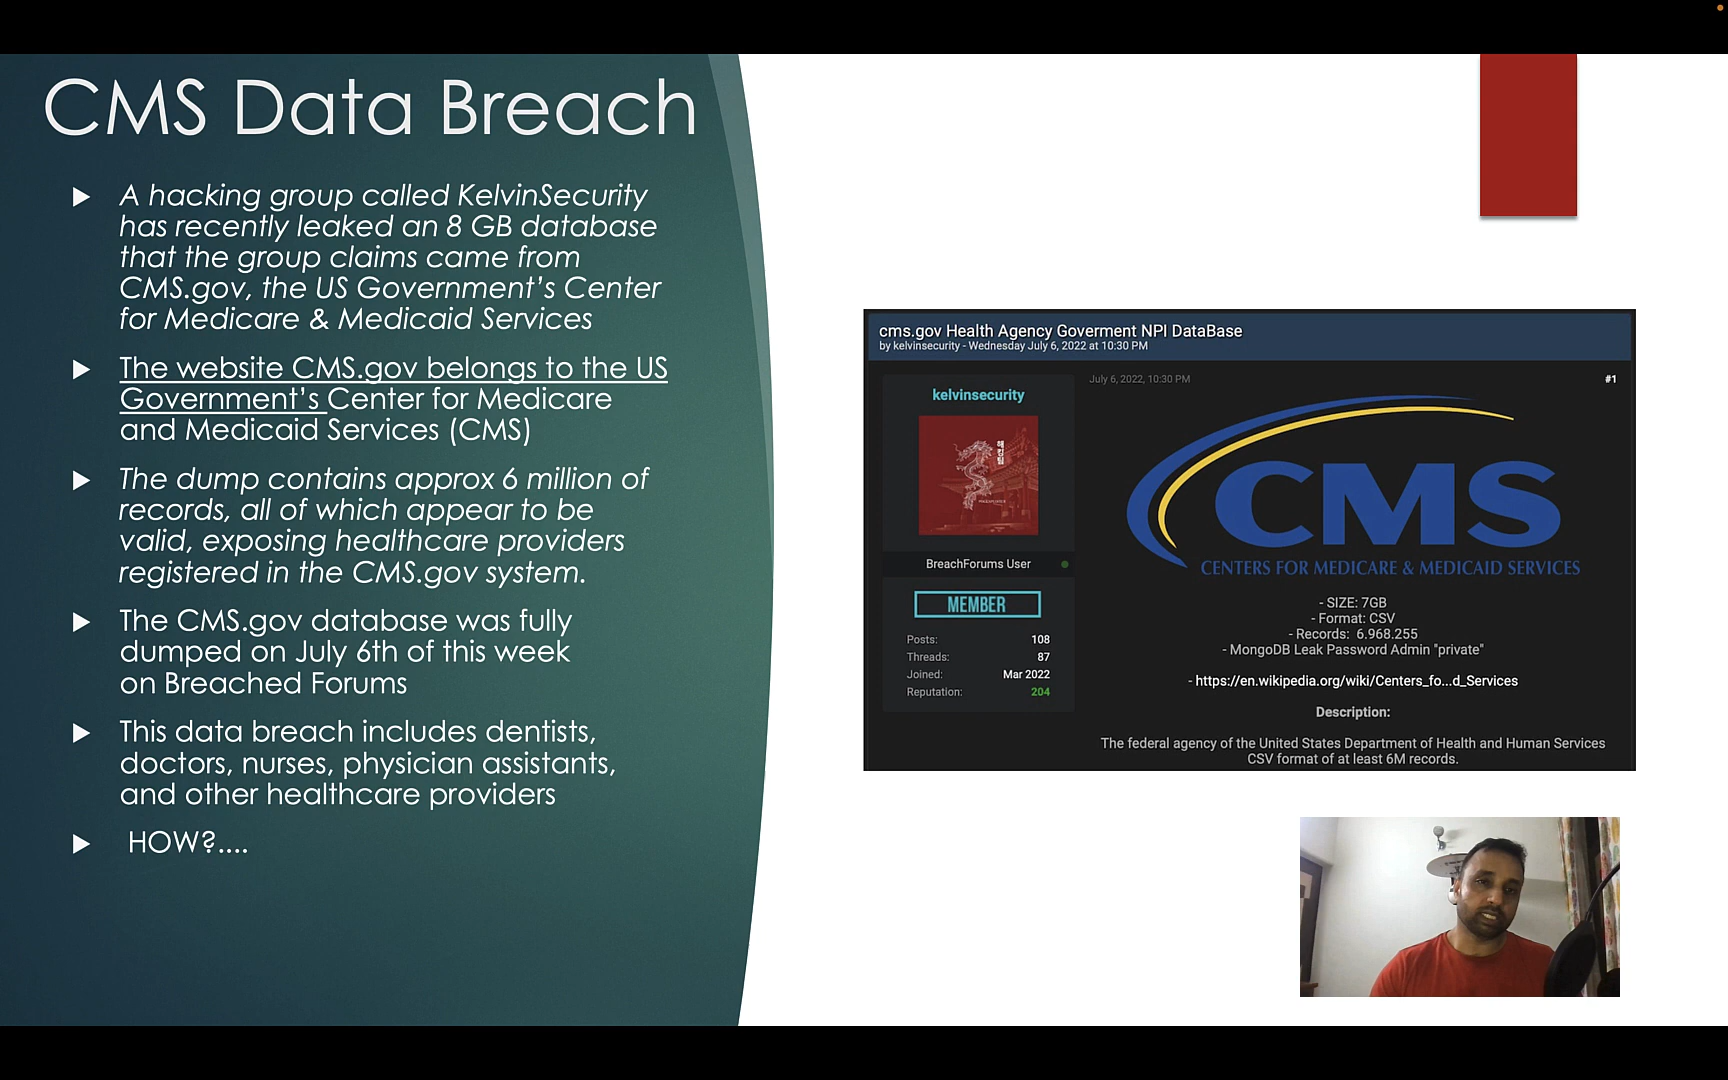 CMS Data Breach
A hacking group called KelvinSecurity
has recently leaked an 8 GB database
that the group claims came from
CMS.gov, the US Government’s Center
for Medicare & Medicaid Services
The website CMS.gov belongs to the US
Government’s Center for Medicare
and Medicaid Services (CMS)
The dump contains approx 6 million of
records, all of which appear to be
valid, exposing healthcare providers
registered in the CMS.gov system.
The CMS.gov database was fully
dumped on July 6th of this week
on Breached Forums
This data breach includes dentists,
doctors, nurses, physician assistants,
and other healthcare providers
HOW?....
cms.gov Health Agency Goverment NPI DataBase
by kelvinsecurity - Wednesday July 6, 2022 at 10:30 PM
July 6, 2022, 10:30 PM
#1
kelvinsecurity
해킹팀
BreachForums User
MEMBER
Posts: 108
Threads: 87
Joined: Mar 2022
Reputation: 204
CMS
CENTERS FOR MEDICARE & MEDICAID SERVICES
- SIZE: 7GB
- Format: CSV
- Records: 6.968.255
- MongoDB Leak Password Admin "private"
- https://en.wikipedia.org/wiki/Centers_fo...d_Services
Description:
The federal agency of the United States Department of Health and Human Services
CSV format of at least 6M records.